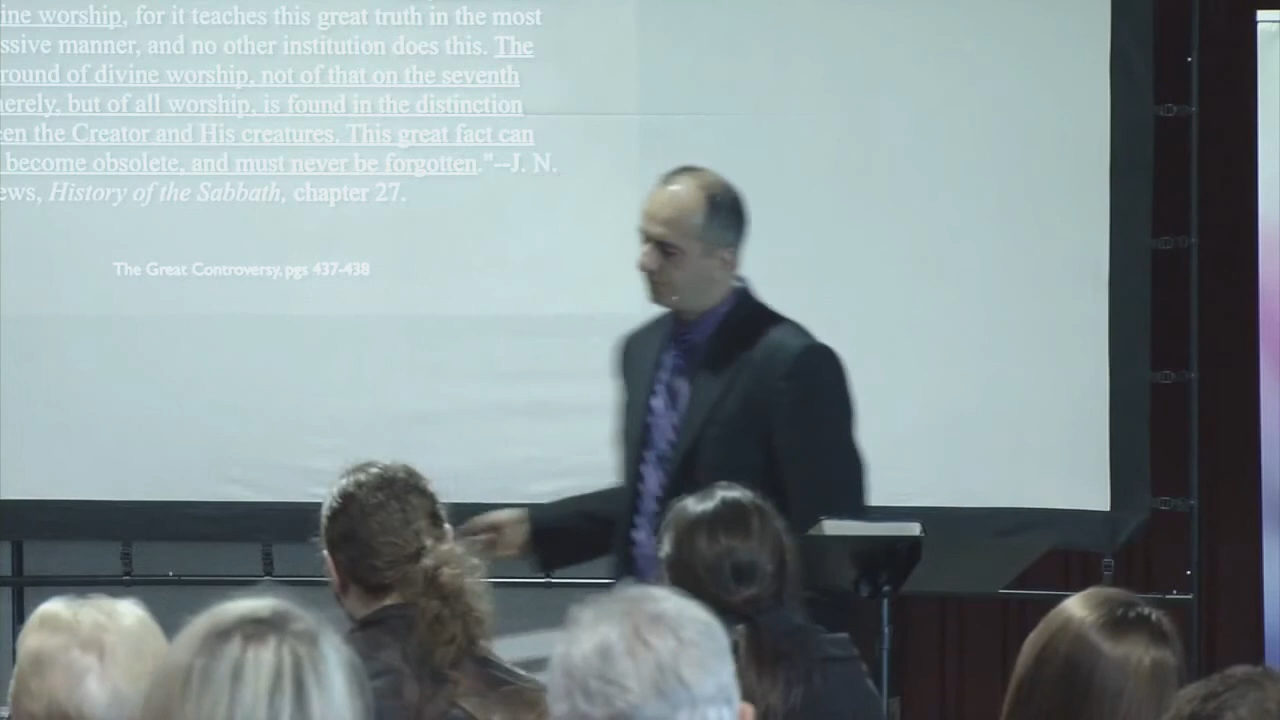 ine worship, for it teaches this great truth in the most
ssive manner, and no other institution does this. The
round of divine worship, not of that on the seventh
erely, but of all worship, is found in the distinction
en the Creator and His creatures. This great fact can
become obsolete, and must never be forgotten."--J. N.
ews, History of the Sabbath, chapter 27.
The Great Controversy, pgs 437-438